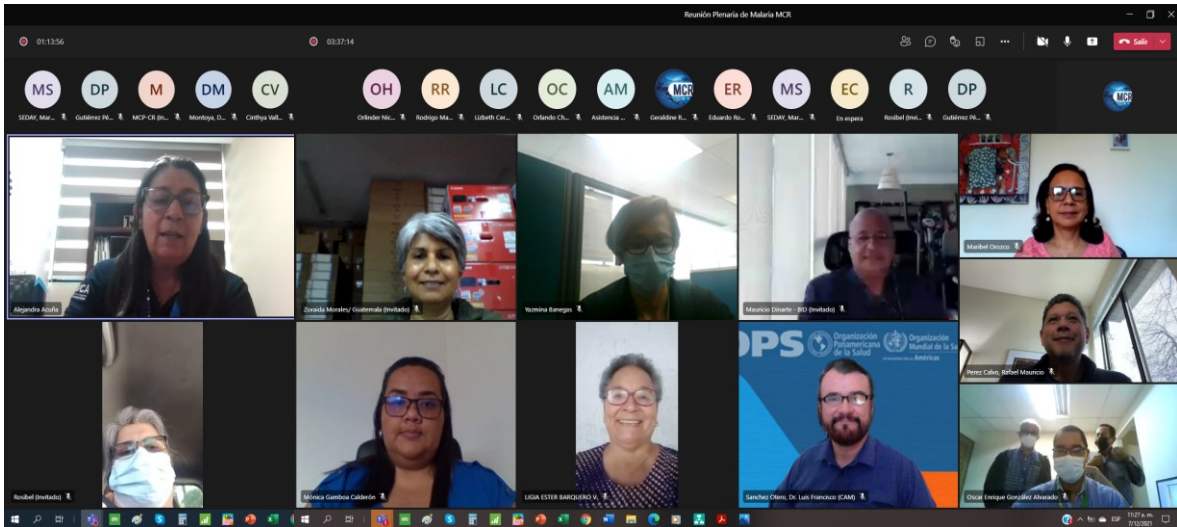 Reunión Plenaria de Malaria MCR
01:13:56
03:37:14
Salir
MS
DP
M
DM
CV
OH
RR
LC
OC
AM
MCR
ER
MS
EC
R
DP
MCR
SEDAY, Mar...
Gutiérrez Pé...
MCP-CR (In...
Montoya, D...
Cinthya Vall...
Orlinder Nic...
Rodrigo Ma...
Lizbeth Cer...
Orlando Ch...
Asistencia ...
Geraldine R...
Eduardo Ro...
SEDAY, Mar...
En espera
Rosibel (Invi...
Gutiérrez Pé...
Canon
Alejandra Acuña
Zoraida Morales/ Guatemala (Invitado)
Yazmina Banegas
Mauricio Dinarte - BID (Invitado)
Maribel Orozco
Perez Calvo, Rafael Mauricio
OPS
Organización
Panamericana
de la Salud
Organización
Mundial de la Sa
Américas
Rosibel (Invitado)
Mónica Gamboa Calderón
LIGIA ESTER BARQUERO V.
Sanchez Otero, Dr. Luis Francisco (CAM)
Oscar Enrique González Alvarado
ESP
11:27 a. m.
7/12/2021